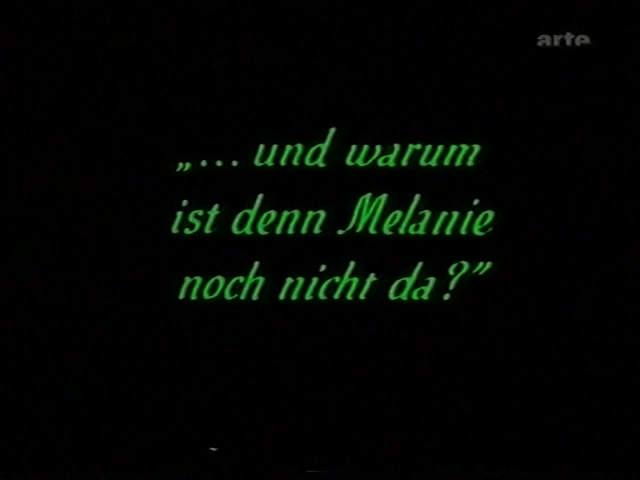 arte
„... und warum
ist denn Melanie
noch nicht da?”